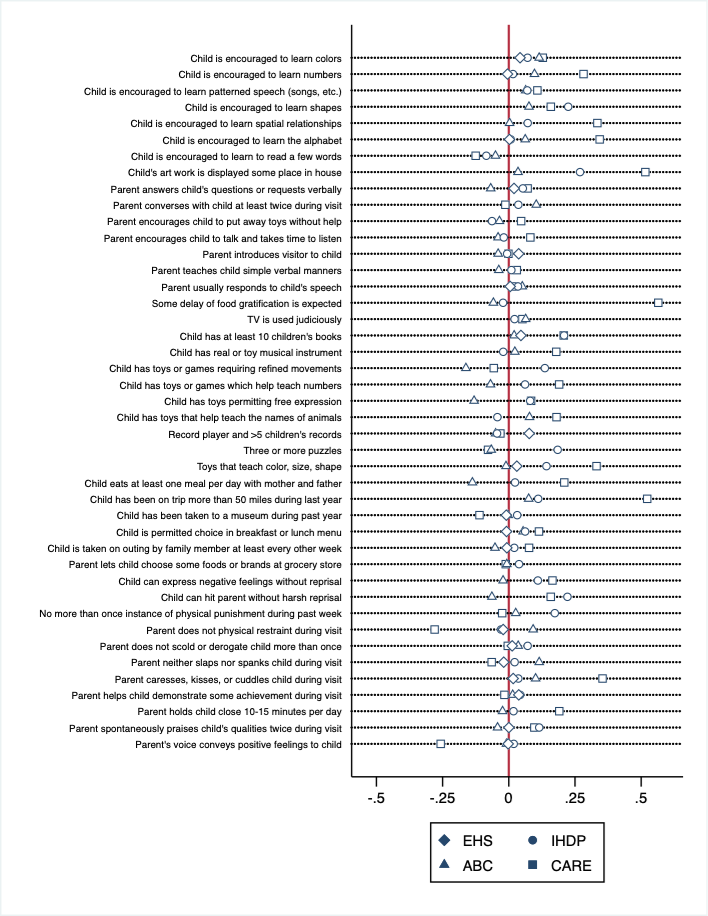 Child is encouraged to learn colors
Child is encouraged to learn numbers
Child is encouraged to learn patterned speech (songs, etc.)
Child is encouraged to learn shapes
Child is encouraged to learn spatial relationships
Child is encouraged to learn the alphabet
Child is encouraged to learn to read a few words
Child's art work is displayed some place in house
Parent answers child's questions or requests verbally
Parent converses with child at least twice during visit
Parent encourages child to put away toys without help
Parent encourages child to talk and takes time to listen
Parent introduces visitor to child
Parent teaches child simple verbal manners
Parent usually responds to child's speech
Some delay of food gratification is expected
TV is used judiciously
Child has at least 10 children's books
Child has real or toy musical instrument
Child has toys or games requiring refined movements
Child has toys or games which help teach numbers
Child has toys permitting free expression
Child has toys that help teach the names of animals
Record player and >5 children's records
Three or more puzzles
Toys that teach color, size, shape
Child eats at least one meal per day with mother and father
Child has been on trip more than 50 miles during last year
Child has been taken to a museum during past year
Child is permitted choice in breakfast or lunch menu
Child is taken on outing by family member at least every other week
Parent lets child choose some foods or brands at grocery store
Child can express negative feelings without reprisal
Child can hit parent without harsh reprisal
No more than once instance of physical punishment during past week
Parent does not physical restraint during visit
Parent does not scold or derogate child more than once
Parent neither slaps nor spanks child during visit
Parent caresses, kisses, or cuddles child during visit
Parent helps child demonstrate some achievement during visit
Parent holds child close 10-15 minutes per day
Parent spontaneously praises child's qualities twice during visit
Parent's voice conveys positive feelings to child
-.5 -.25 0 .25 .5
EHS IHDP
ABC CARE